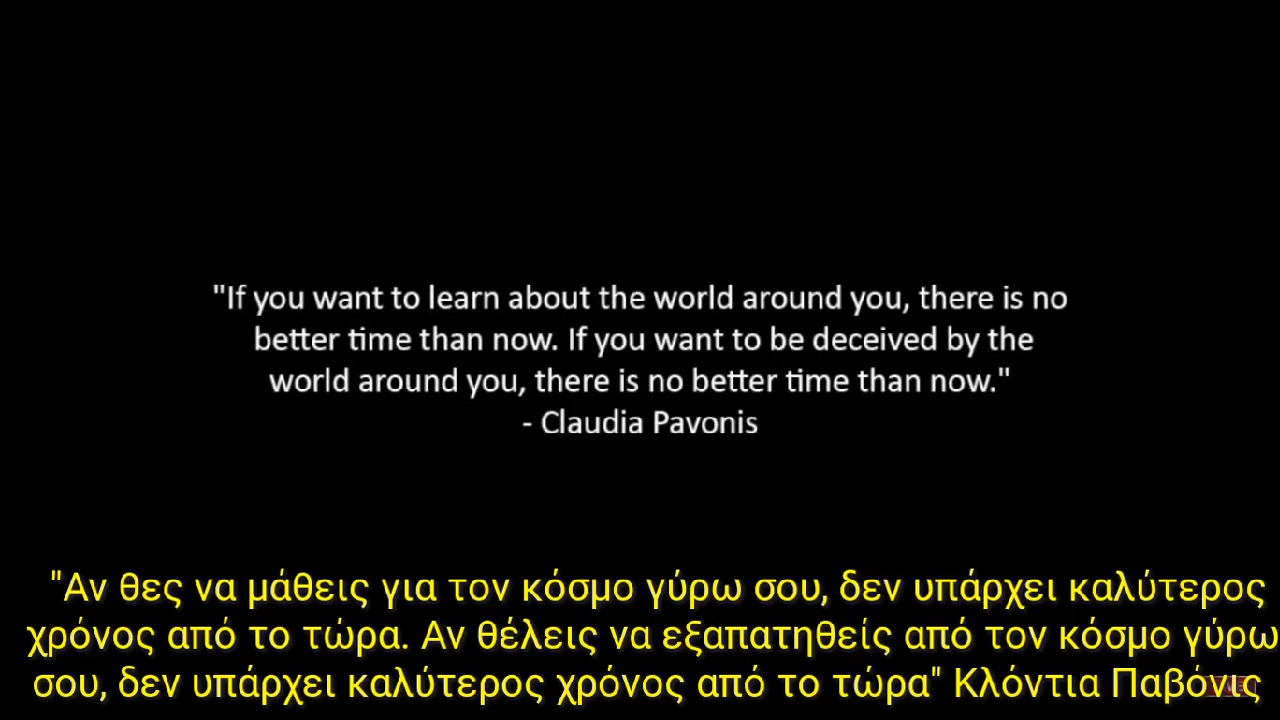 "If you want to learn about the world around you, there is no
better time than now. If you want to be deceived by the
world around you, there is no better time than now."
- Claudia Pavonis
"Αν θες να μάθεις για τον κόσμο γύρω σου, δεν υπάρχει καλύτερος
χρόνος από το τώρα. Αν θέλεις να εξαπατηθείς από τον κόσμο γύρω
σου, δεν υπάρχει καλύτερος χρόνος από το τώρα" Κλόντια Παβόνις